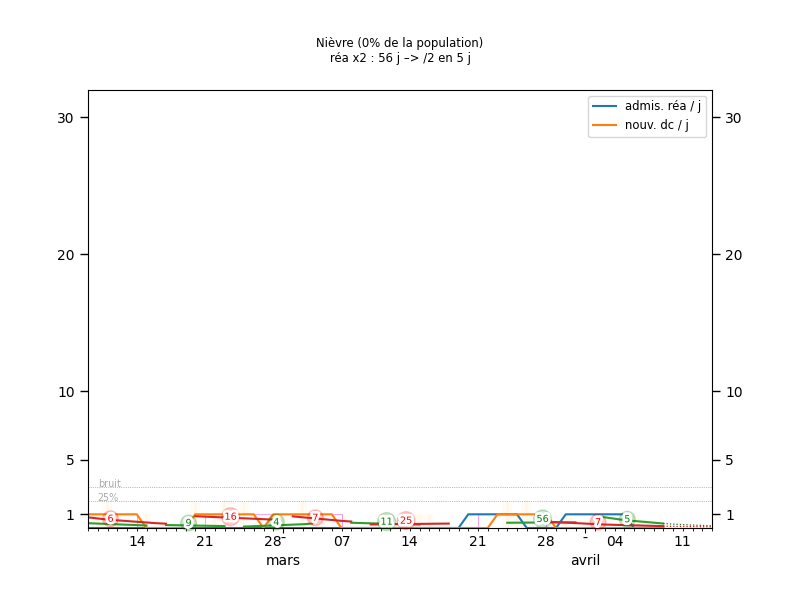 Nièvre (0% de la population)
réa x2 : 56 j –> /2 en 5 j
admis. réa / j
nouv. dc / j
30 30
20 20
10 10
5 5
bruit
25%
1 1
6 9 16 4 7 11 25 56 7 5
14 21 28 07 14 21 28 04 11
mars avril